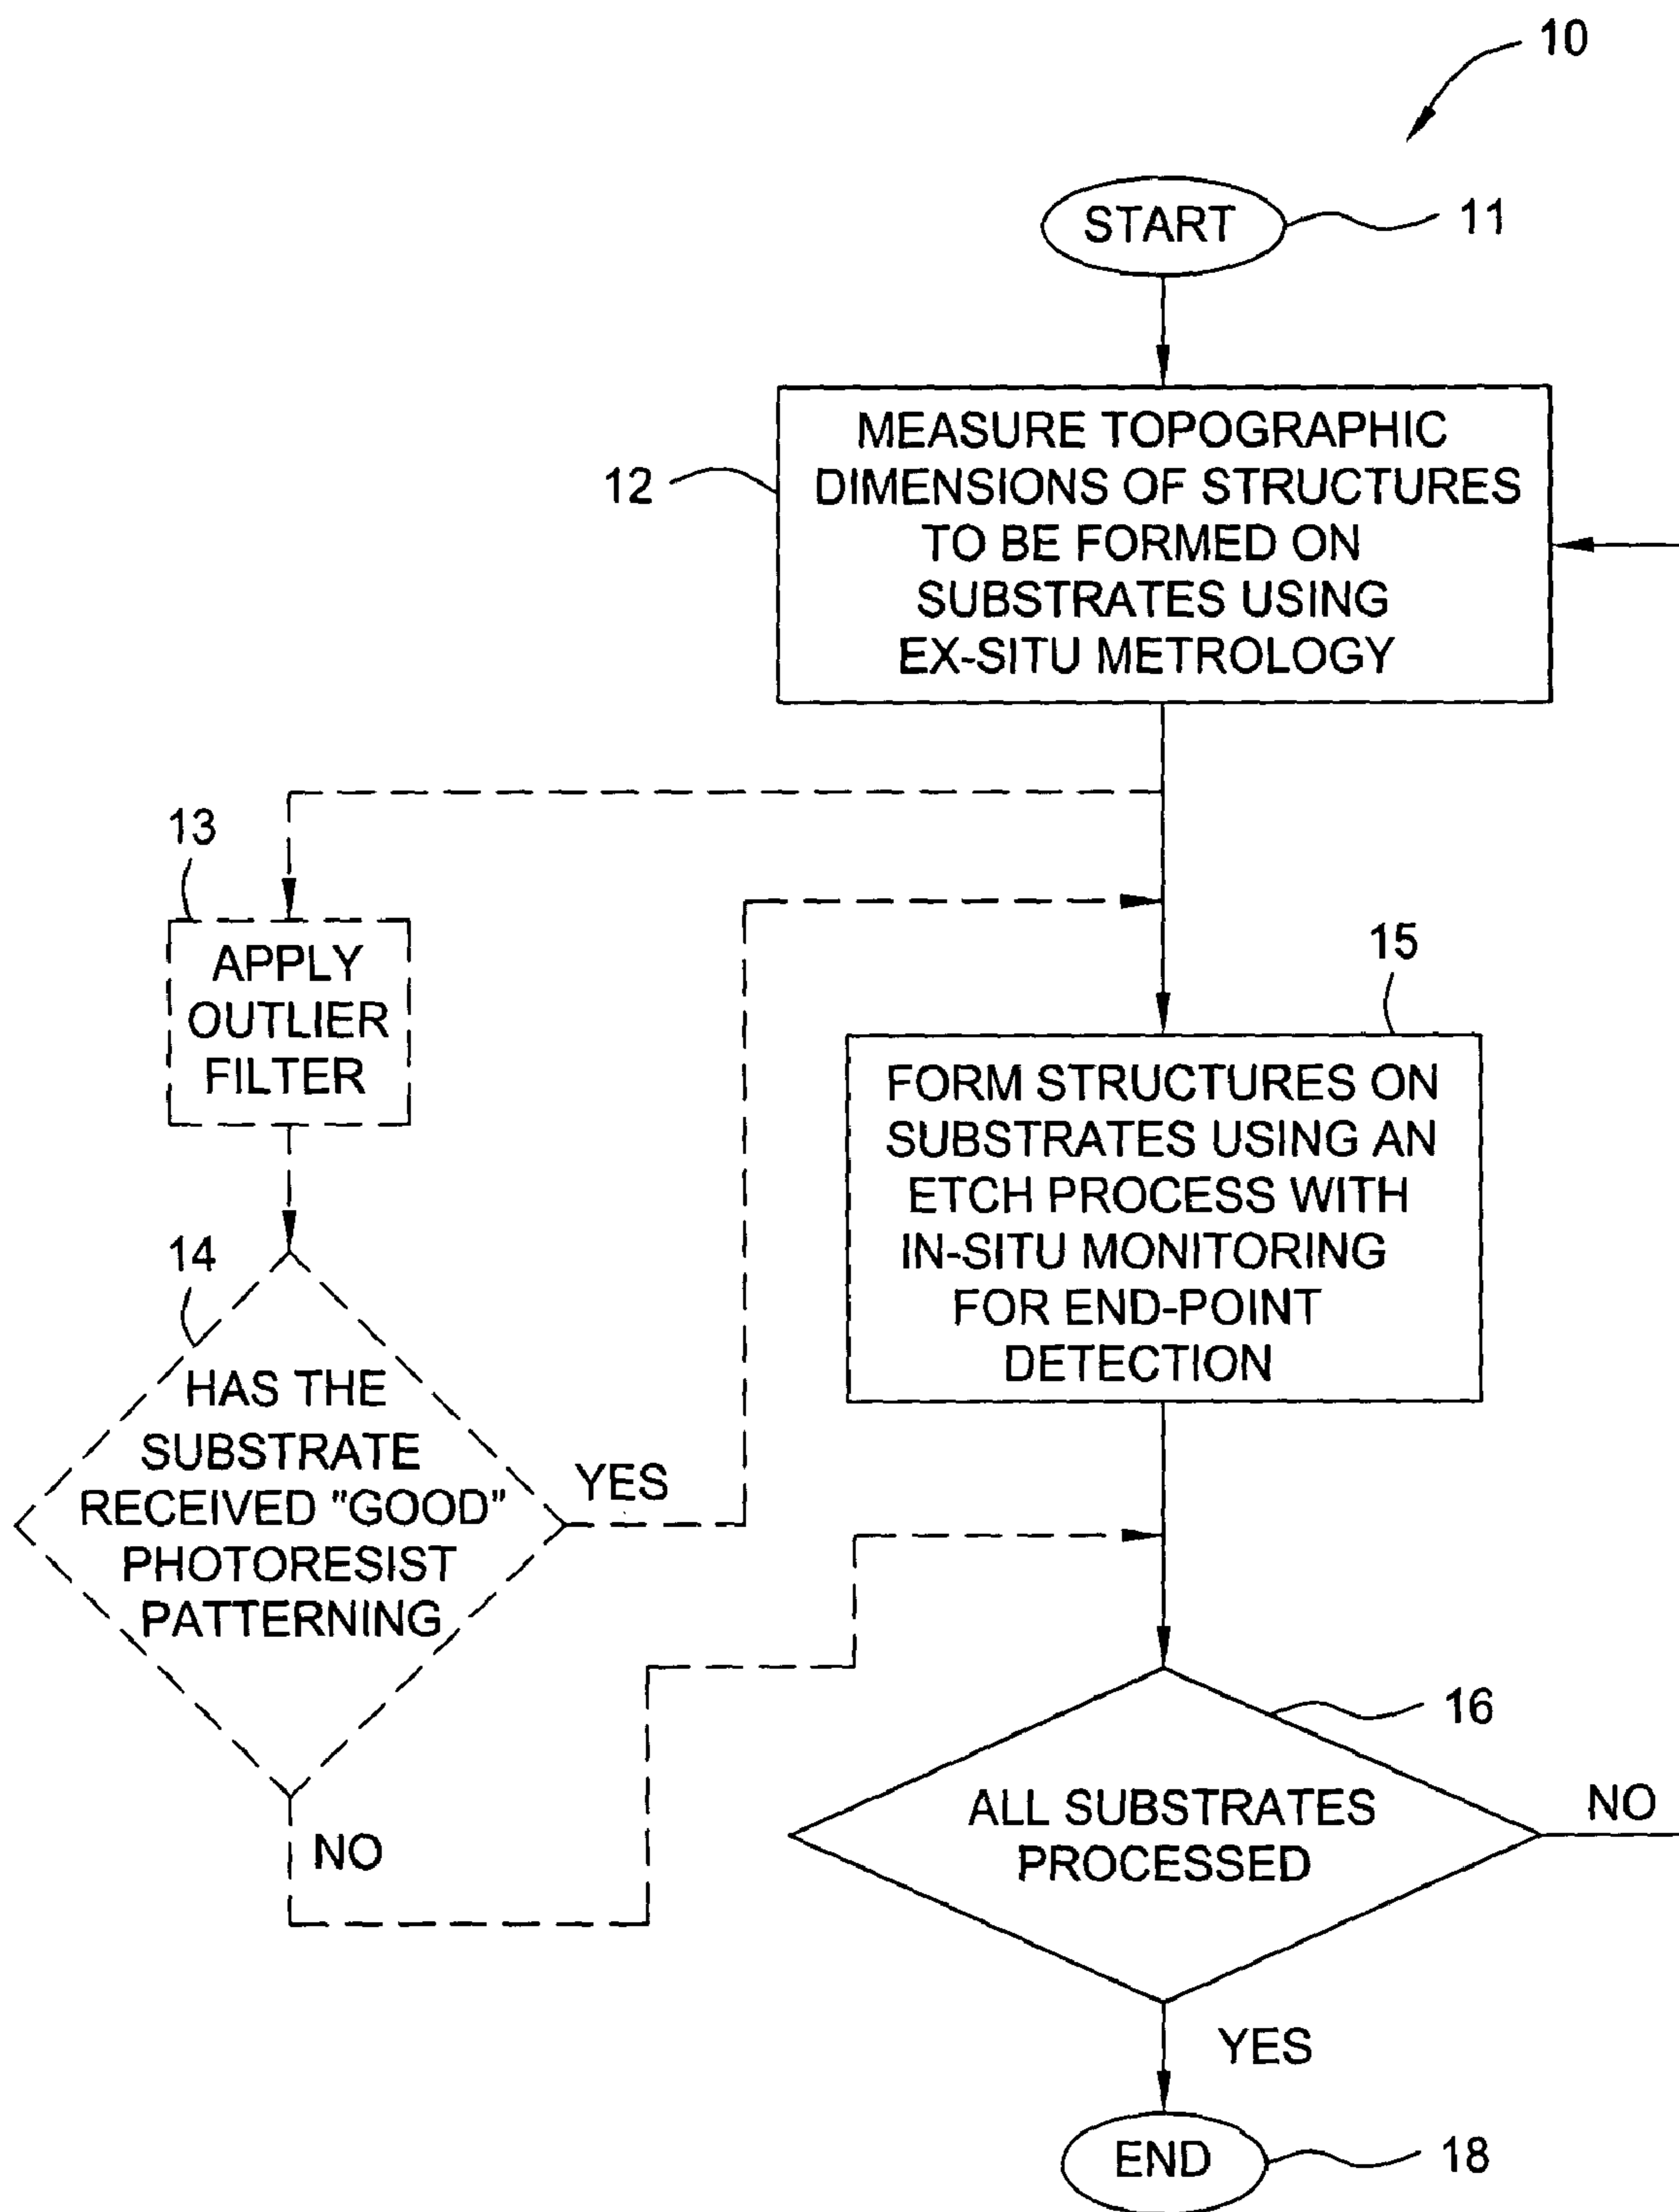 10
START
11
12
MEASURE TOPOGRAPHIC
DIMENSIONS OF STRUCTURES
TO BE FORMED ON
SUBSTRATES USING
EX-SITU METROLOGY
13
APPLY
OUTLIER
FILTER
14
HAS THE
SUBSTRATE
RECEIVED "GOOD"
PHOTORESIST
PATTERNING
YES
NO
15
FORM STRUCTURES ON
SUBSTRATES USING AN
ETCH PROCESS WITH
IN-SITU MONITORING
FOR END-POINT
DETECTION
16
ALL SUBSTRATES
PROCESSED
NO
YES
END
18